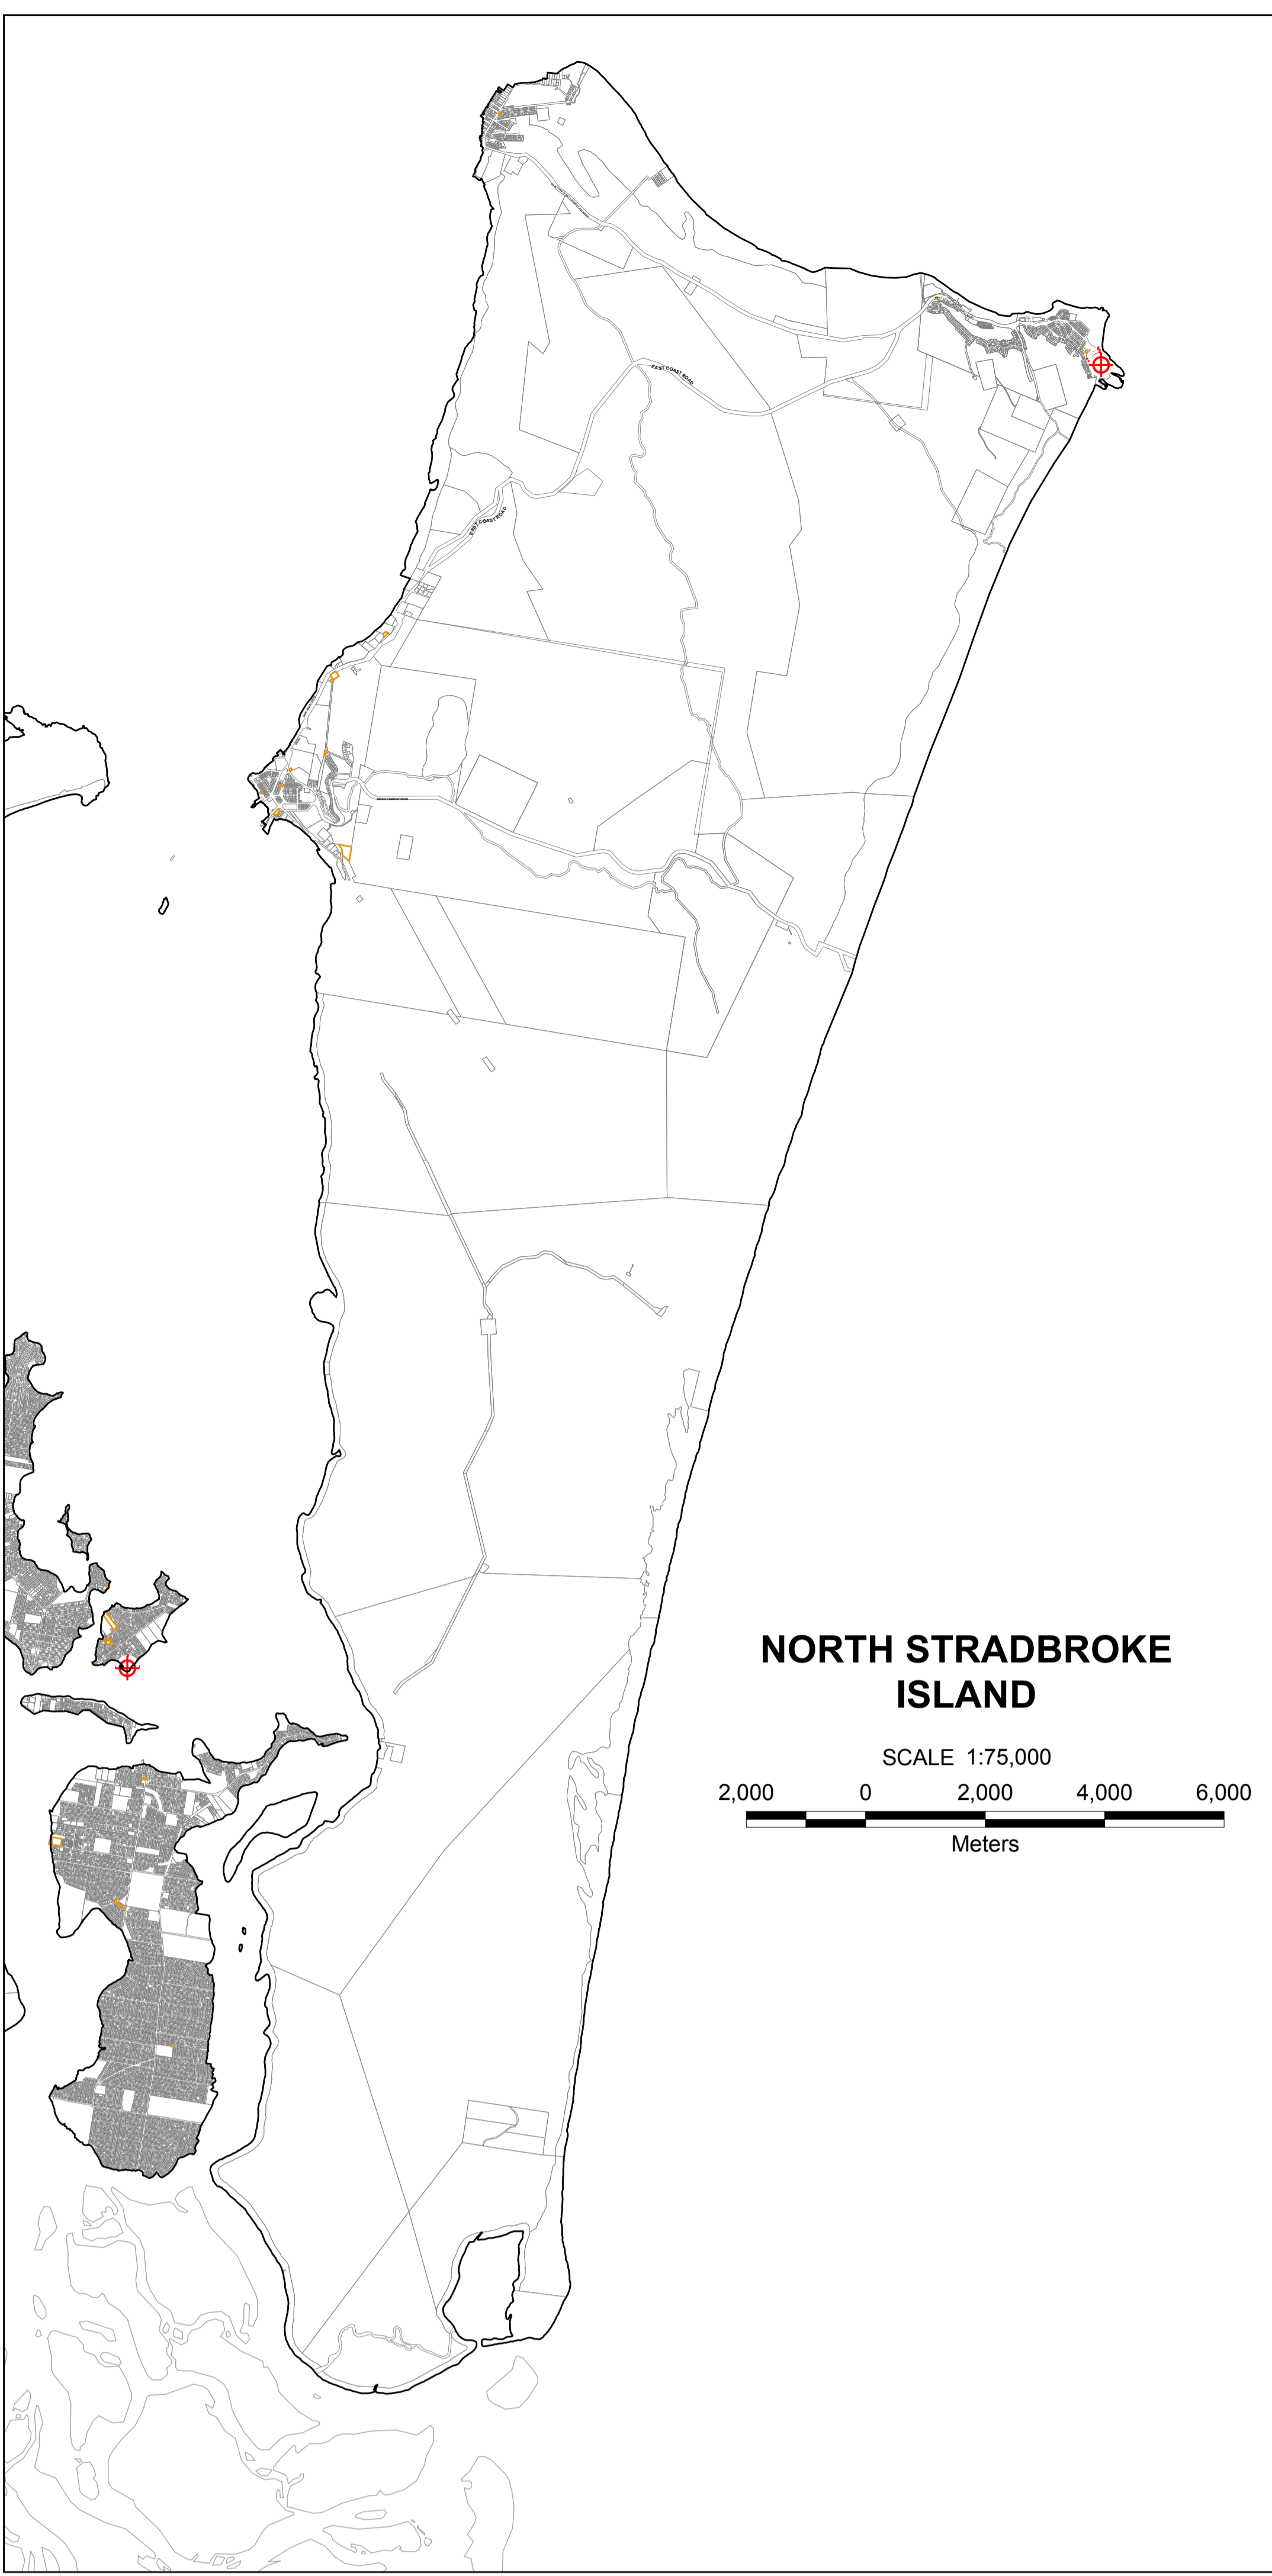 EAST COAST ROAD
EAST COAST ROAD
NORTH STRADBROKE
ISLAND
SCALE 1:75,000
2,000 0 2,000 4,000 6,000
Meters